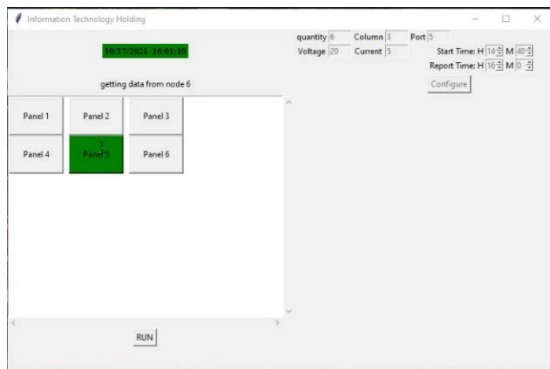 Information Technology Holding
quantity 6 Column 3 Port 5
10/17/2021 16:01:10
Voltage 20 Current 5 Start Time: H 14 M 40
Report Time: H 16 M 0
getting data from node 6
Configure
Panel 1 Panel 2 Panel 3
Panel 4 Panel 5 Panel 6
RUN